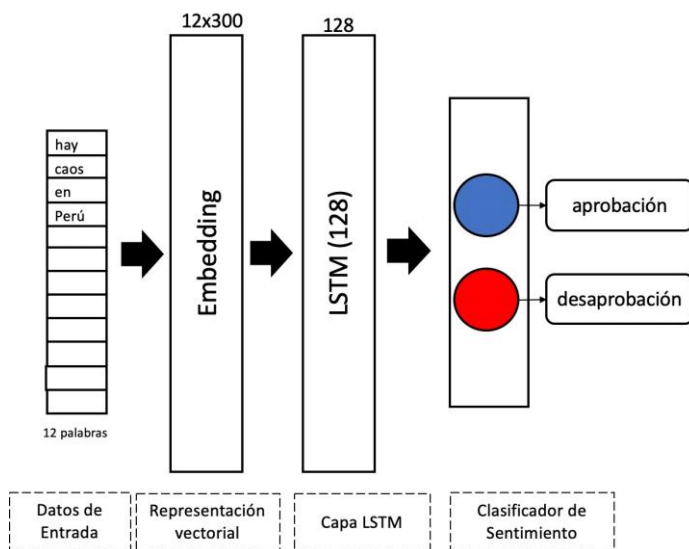 12x300
128
hay
caos
en
Perú
12 palabras
Embedding
LSTM (128)
aprobación
desaprobación
Datos de
Entrada
Representación
vectorial
Capa LSTM
Clasificador de
Sentimiento